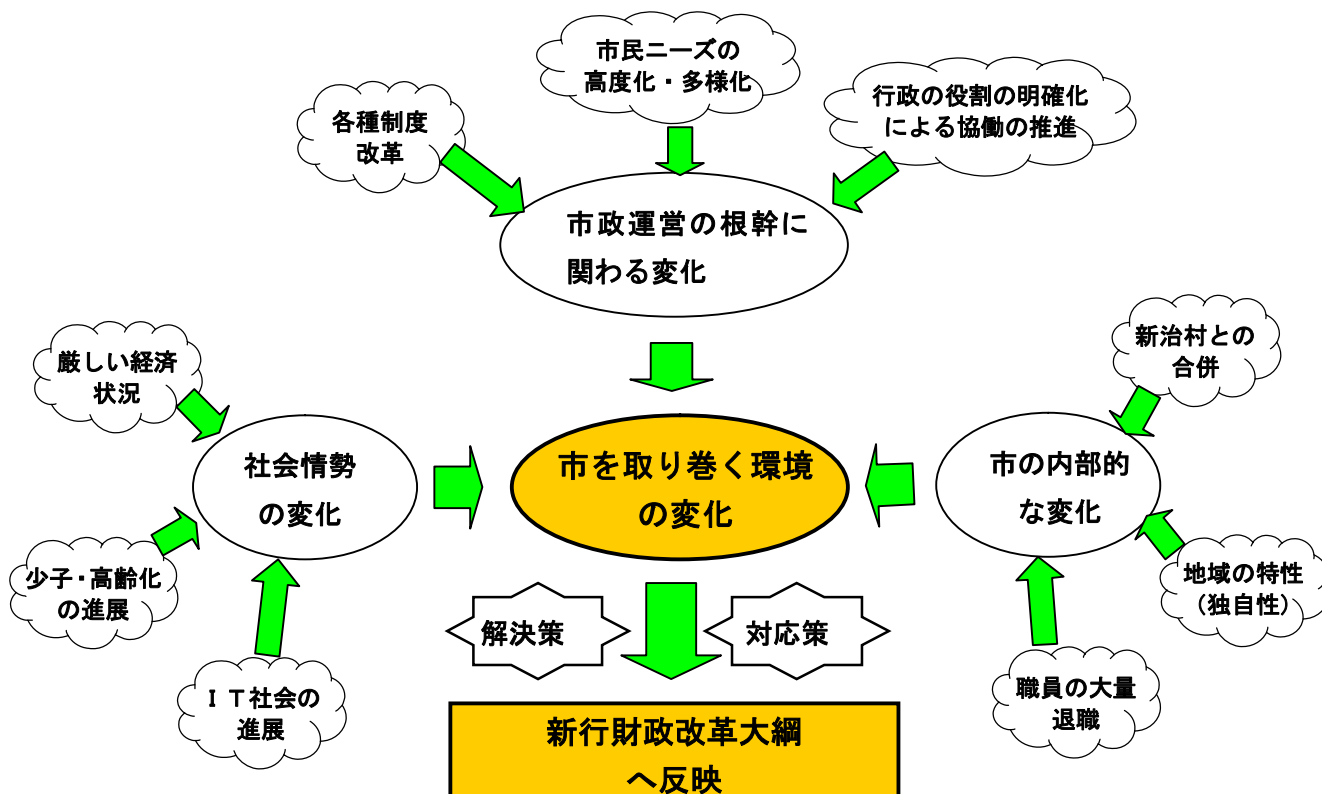 市民ニーズの
高度化・多様化
各種制度
改革
行政の役割の明確化
による協働の推進
市政運営の根幹に
関わる変化
厳しい経済
状況
新治村との
合併
社会情勢
の変化
市を取り巻く環境
の変化
市の内部的
な変化
少子・高齢化
の進展
地域の特性
（独自性）
解決策
対応策
ＩＴ社会の
進展
職員の大量
退職
新行財政改革大綱
へ反映